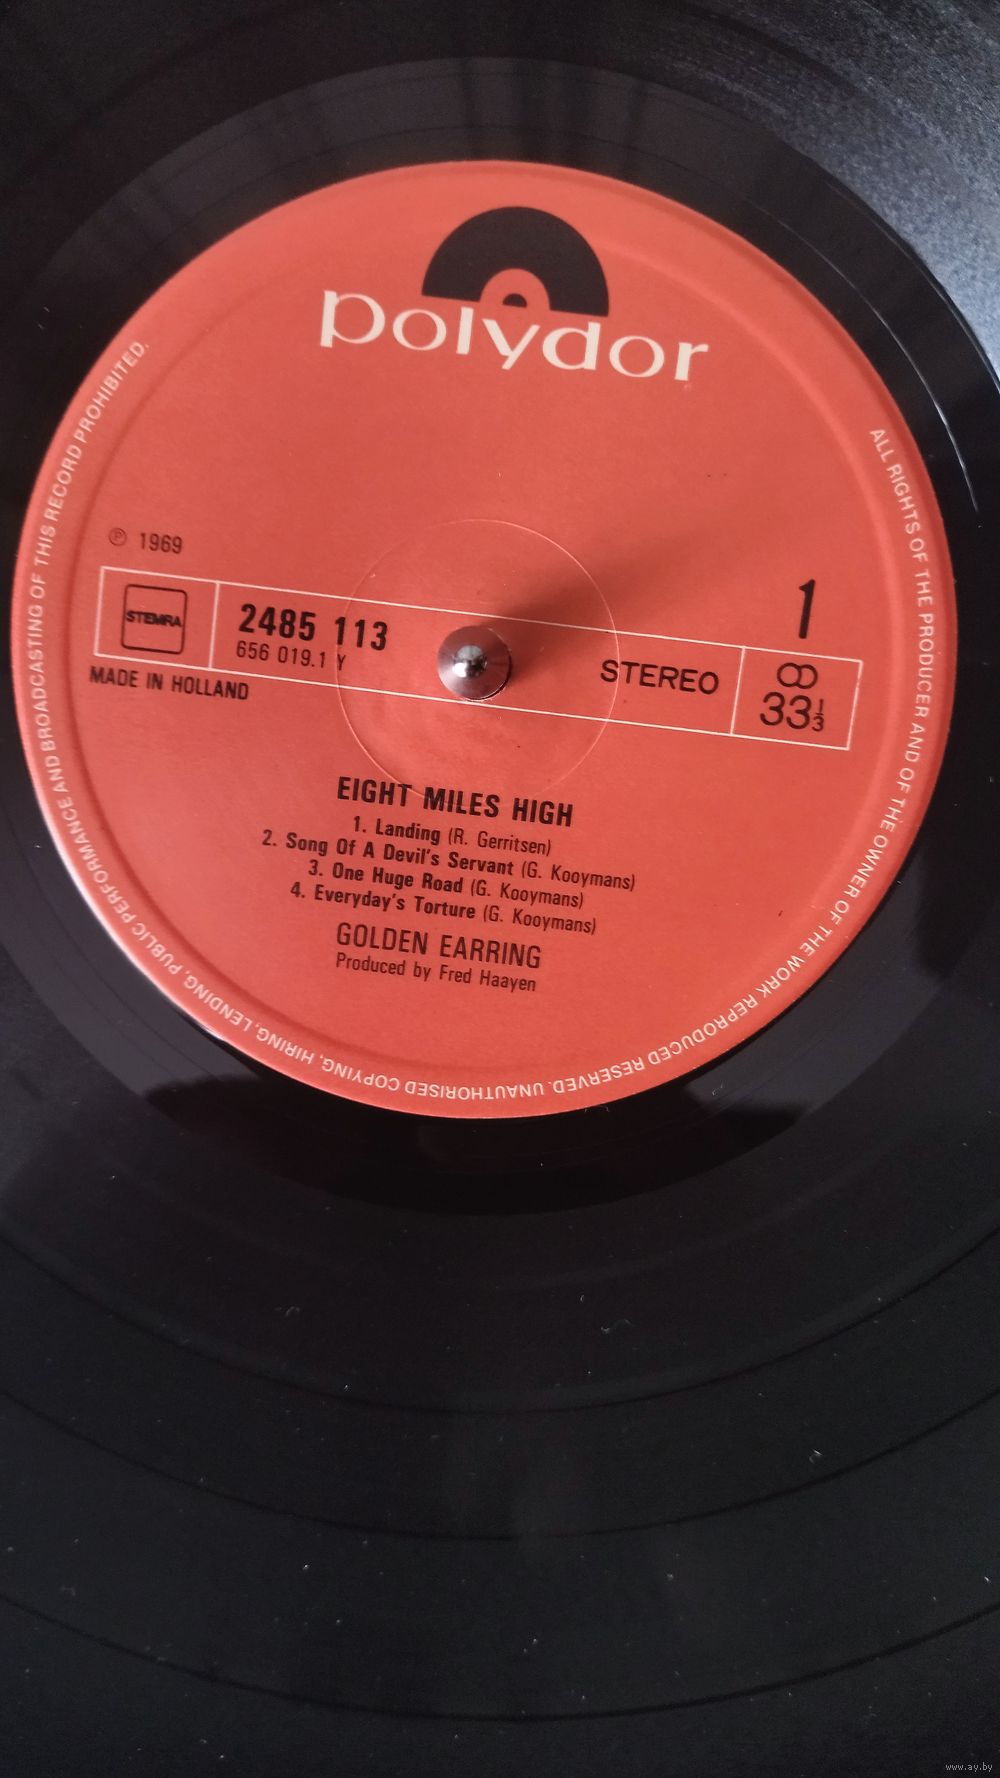 polydor
ALL RIGHTS OF THE PRODUCER AND OF THE OWNER OF THE WORK REPRODUCED RESERVED. UNAUTHORISED COPYING, HIRING, LENDING, PUBLIC PERFORMANCE AND BROADCASTING OF THIS RECORD PROHIBITED.
℗ 1969
1
STEMRA
2485 113
656 019.1 Y
STEREO
33⅓
MADE IN HOLLAND
EIGHT MILES HIGH
1. Landing (R. Gerritsen)
2. Song Of A Devil's Servant (G. Kooymans)
3. One Huge Road (G. Kooymans)
4. Everyday's Torture (G. Kooymans)
GOLDEN EARRING
Produced by Fred Haayen
www.ay.by